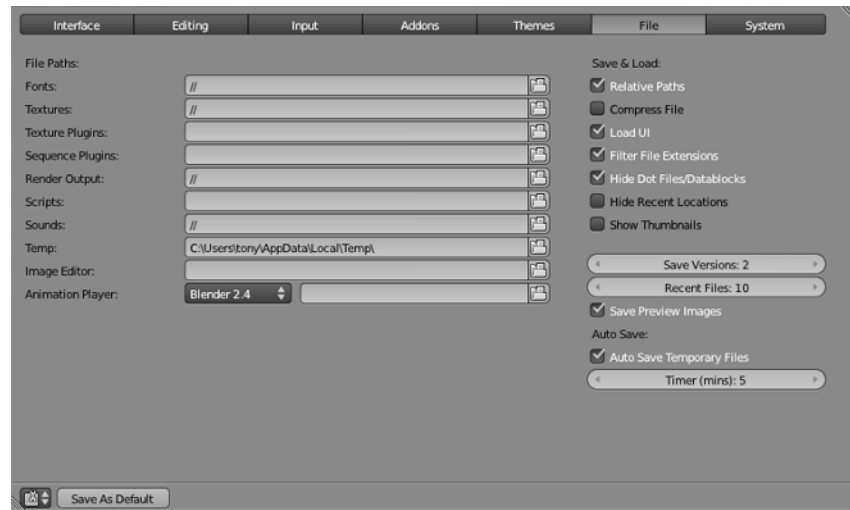 Interface Editing Input Addons Themes File System
File Paths:
Fonts: //
Textures: //
Texture Plugins:
Sequence Plugins:
Render Output: //
Scripts:
Sounds: //
Temp: C:\Users\tony\AppData\Local\Temp\
Image Editor:
Animation Player: Blender 2.4
Save & Load:
Relative Paths
Compress File
Load UI
Filter File Extensions
Hide Dot Files/Datablocks
Hide Recent Locations
Show Thumbnails
Save Versions: 2
Recent Files: 10
Save Preview Images
Auto Save:
Auto Save Temporary Files
Timer (mins): 5
Save As Default